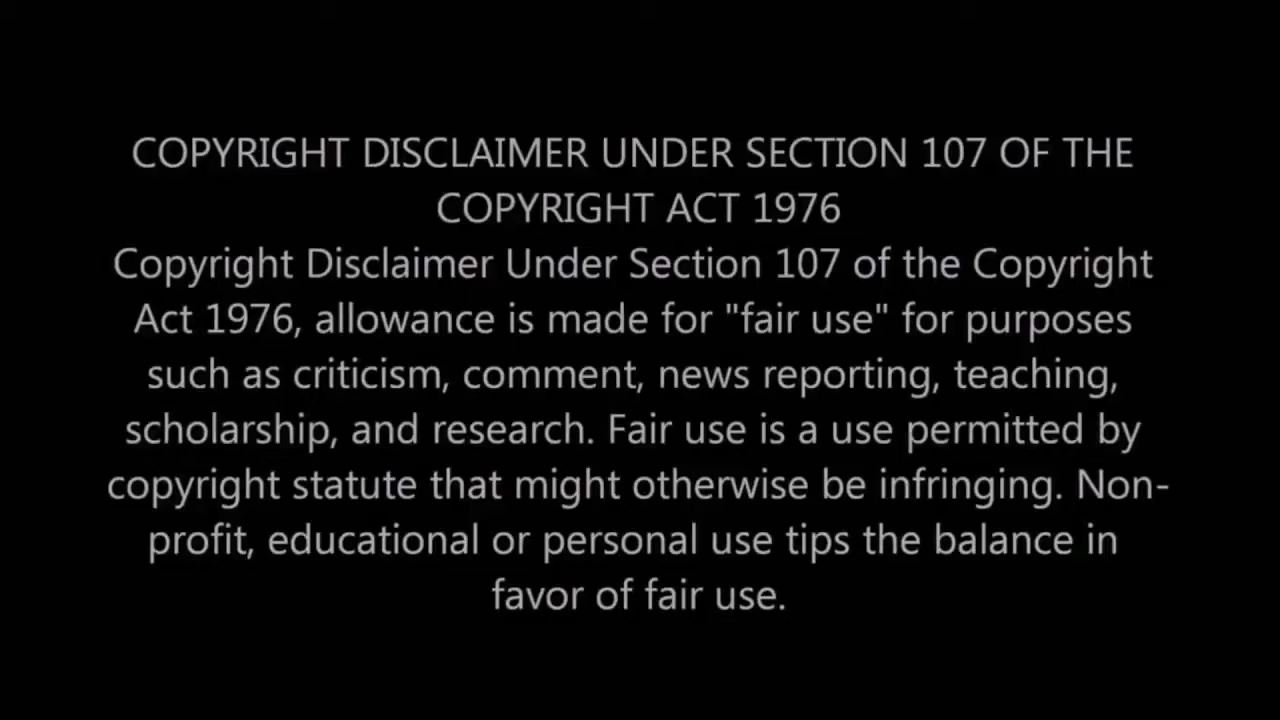 COPYRIGHT DISCLAIMER UNDER SECTION 107 OF THE
COPYRIGHT ACT 1976
Copyright Disclaimer Under Section 107 of the Copyright
Act 1976, allowance is made for "fair use" for purposes
such as criticism, comment, news reporting, teaching,
scholarship, and research. Fair use is a use permitted by
copyright statute that might otherwise be infringing. Non-
profit, educational or personal use tips the balance in
favor of fair use.